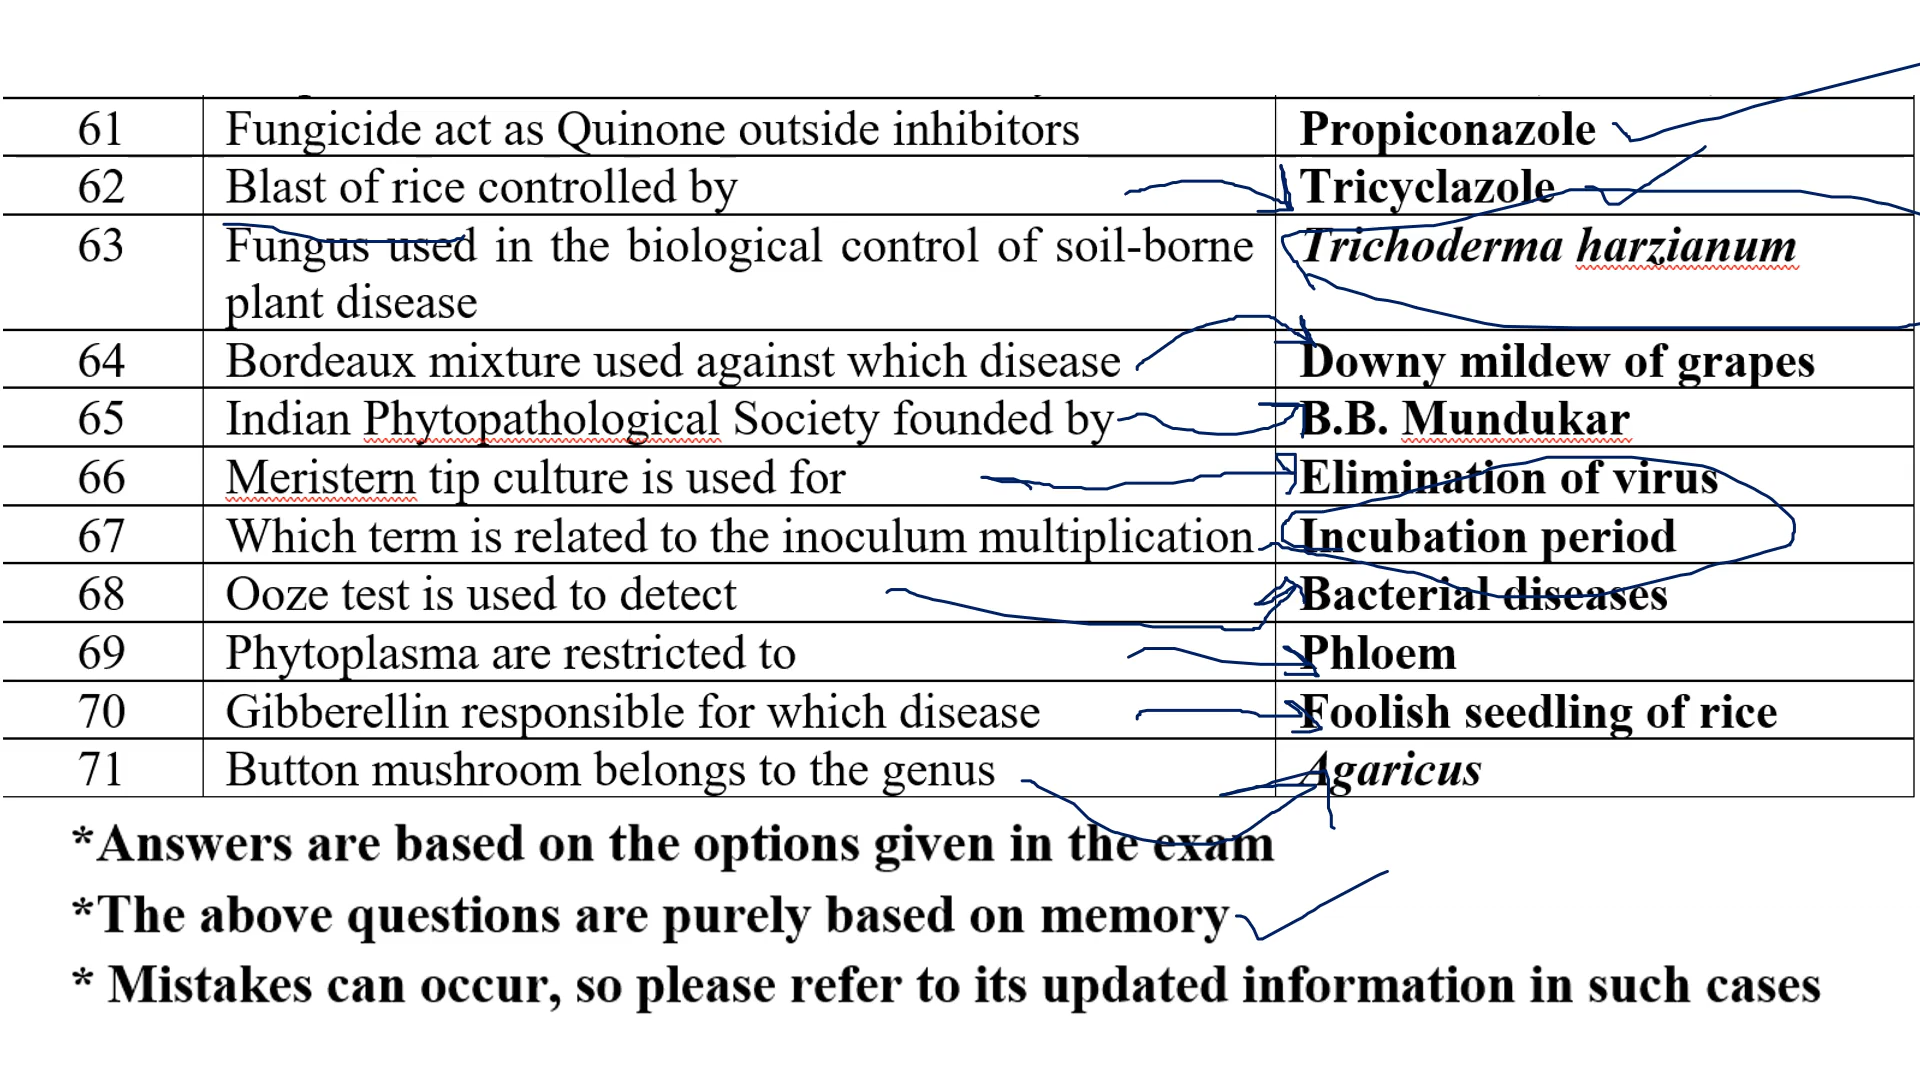 61 Fungicide act as Quinone outside inhibitors Propiconazole
62 Blast of rice controlled by Tricyclazole
63 Fungus used in the biological control of soil-borne Trichoderma harzianum
plant disease
64 Bordeaux mixture used against which disease Downy mildew of grapes
65 Indian Phytopathological Society founded by B.B. Mundukar
66 Meristern tip culture is used for Elimination of virus
67 Which term is related to the inoculum multiplication Incubation period
68 Ooze test is used to detect Bacterial diseases
69 Phytoplasma are restricted to Phloem
70 Gibberellin responsible for which disease Foolish seedling of rice
71 Button mushroom belongs to the genus Agaricus
*Answers are based on the options given in the exam
*The above questions are purely based on memory
* Mistakes can occur, so please refer to its updated information in such cases